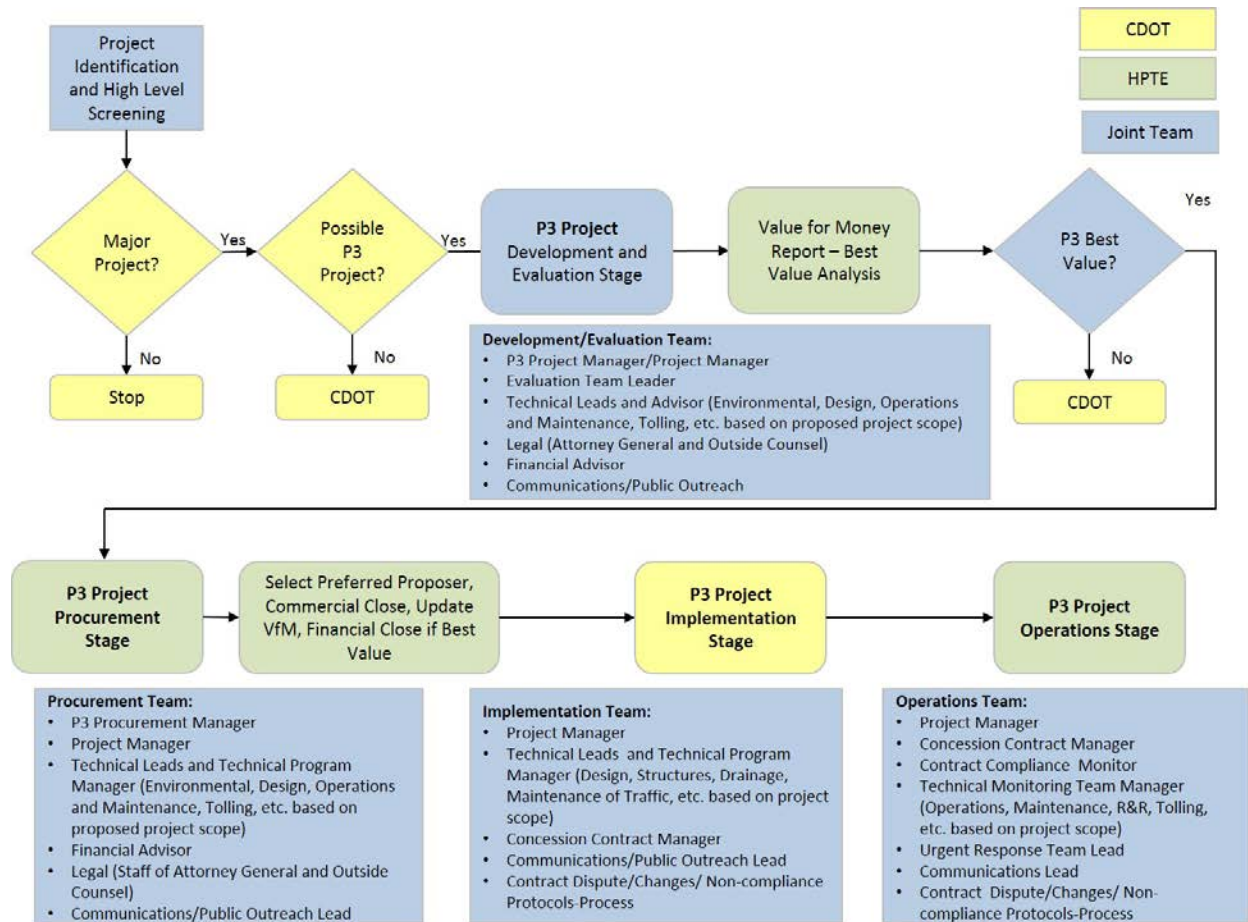 Project
Identification
and High Level
Screening
CDOT
HPTE
Joint Team
Major
Project?
Yes
No
Stop
Possible
P3
Project?
Yes
No
CDOT
P3 Project
Development and
Evaluation Stage
Value for Money
Report – Best
Value Analysis
P3 Best
Value?
Yes
No
CDOT
Development/Evaluation Team:
• P3 Project Manager/Project Manager
• Evaluation Team Leader
• Technical Leads and Advisor (Environmental, Design, Operations
and Maintenance, Tolling, etc. based on proposed project scope)
• Legal (Attorney General and Outside Counsel)
• Financial Advisor
• Communications/Public Outreach
P3 Project
Procurement
Stage
Select Preferred Proposer,
Commercial Close, Update
VfM, Financial Close if Best
Value
P3 Project
Implementation
Stage
P3 Project
Operations Stage
Procurement Team:
• P3 Procurement Manager
• Project Manager
• Technical Leads and Technical Program
Manager (Environmental, Design, Operations
and Maintenance, Tolling, etc. based on
proposed project scope)
• Financial Advisor
• Legal (Staff of Attorney General and Outside
Counsel)
• Communications/Public Outreach Lead
Implementation Team:
• Project Manager
• Technical Leads and Technical Program
Manager (Design, Structures, Drainage,
Maintenance of Traffic, etc. based on project
scope)
• Concession Contract Manager
• Communications/Public Outreach Lead
• Contract Dispute/Changes/ Non-compliance
Protocols-Process
Operations Team:
• Project Manager
• Concession Contract Manager
• Contract Compliance Monitor
• Technical Monitoring Team Manager
(Operations, Maintenance, R&R, Tolling,
etc. based on project scope)
• Urgent Response Team Lead
• Communications Lead
• Contract Dispute/Changes/ Non-
compliance Protocols-Process